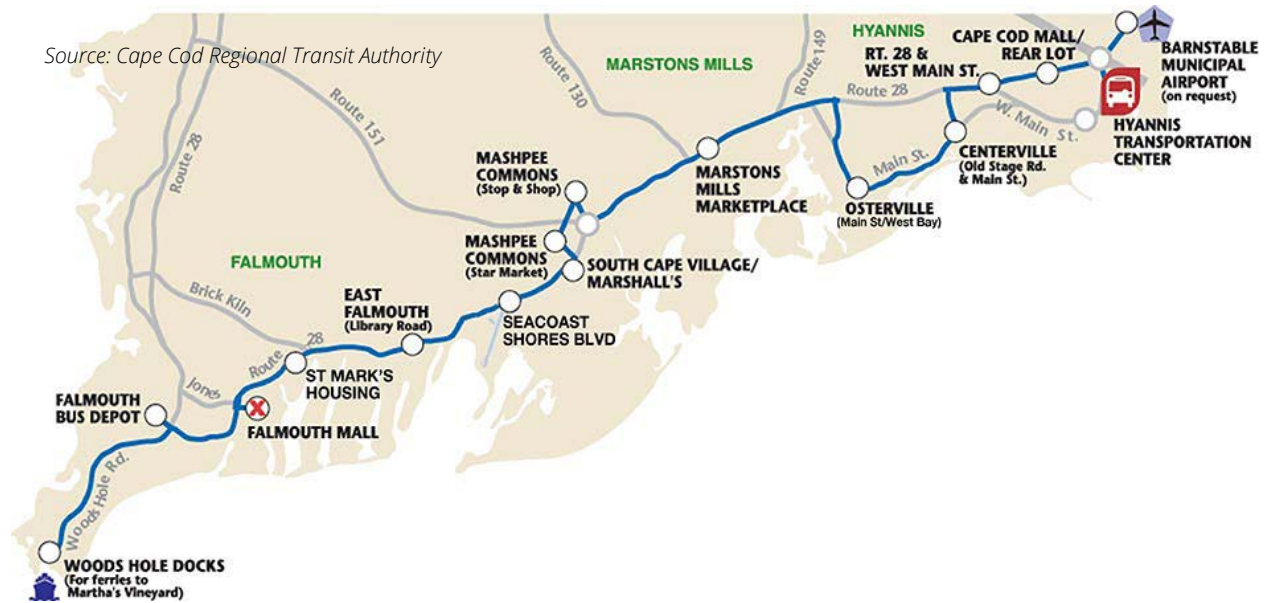 Source: Cape Cod Regional Transit Authority
HYANNIS
RT. 28 &
WEST MAIN ST.
CAPE COD MALL/
REAR LOT
BARNSTABLE
MUNICIPAL
AIRPORT
(on request)
HYANNIS
TRANSPORTATION
CENTER
MARSTONS MILLS
Route 130
Route 149
Route 28
W. Main St.
Main St.
CENTERVILLE
(Old Stage Rd.
& Main St.)
OSTERVILLE
(Main St/West Bay)
MARSTONS
MILLS
MARKETPLACE
Route 151
Route 28
MASHPEE
COMMONS
(Stop & Shop)
MASHPEE
COMMONS
(Star Market)
SOUTH CAPE VILLAGE/
MARSHALL'S
SEACOAST
SHORES BLVD
FALMOUTH
Brick Kiln
EAST
FALMOUTH
(Library Road)
Route 28
ST MARK'S
HOUSING
Jones
FALMOUTH
BUS DEPOT
X
FALMOUTH MALL
Woods Hole Rd.
WOODS HOLE DOCKS
(For ferries to
Martha's Vineyard)